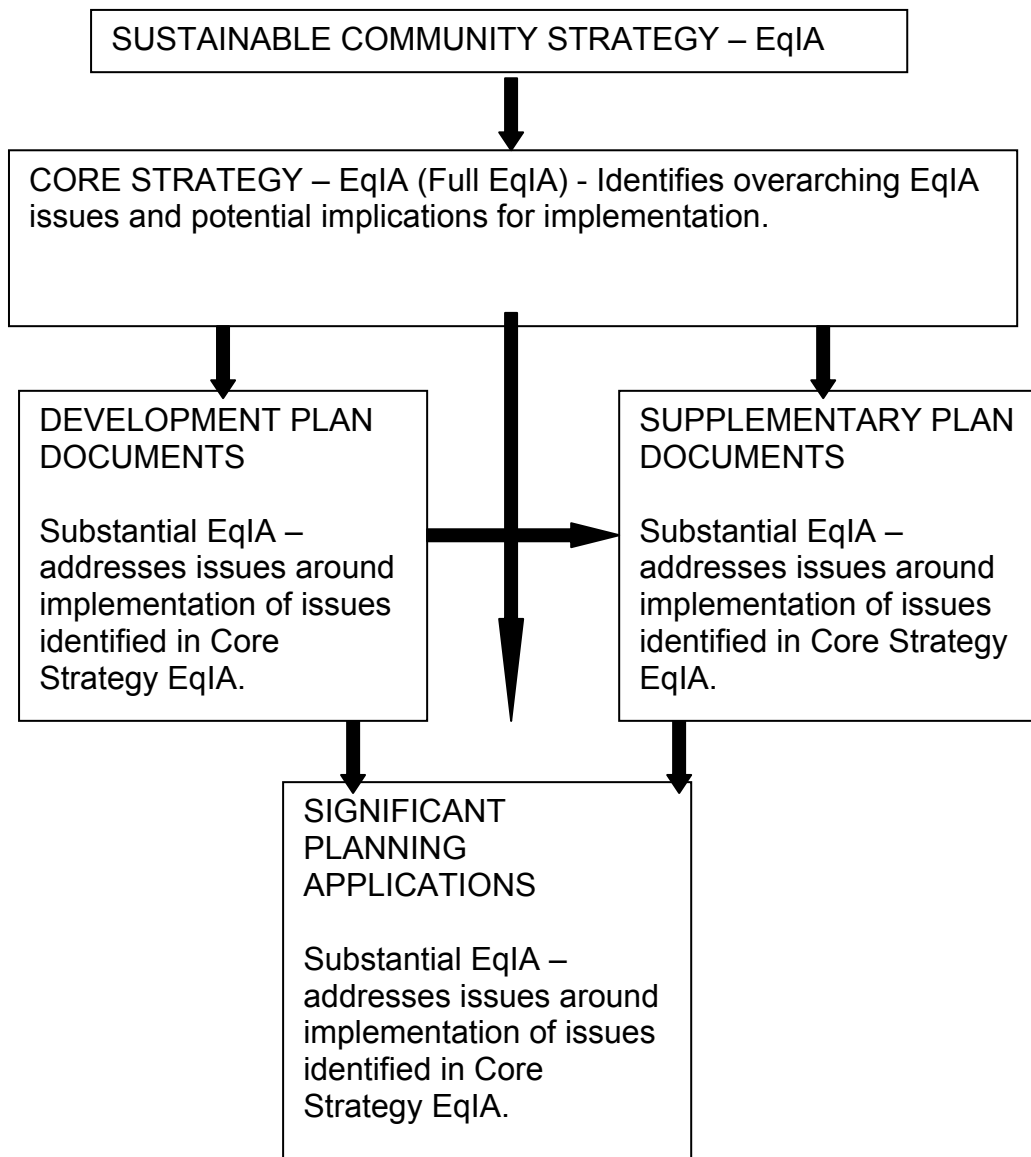 SUSTAINABLE COMMUNITY STRATEGY – EqIA
CORE STRATEGY – EqIA (Full EqIA) - Identifies overarching EqIA
issues and potential implications for implementation.
DEVELOPMENT PLAN
DOCUMENTS
Substantial EqIA –
addresses issues around
implementation of issues
identified in Core
Strategy EqIA.
SUPPLEMENTARY PLAN
DOCUMENTS
Substantial EqIA –
addresses issues around
implementation of issues
identified in Core Strategy
EqIA.
SIGNIFICANT
PLANNING
APPLICATIONS
Substantial EqIA –
addresses issues around
implementation of issues
identified in Core
Strategy EqIA.